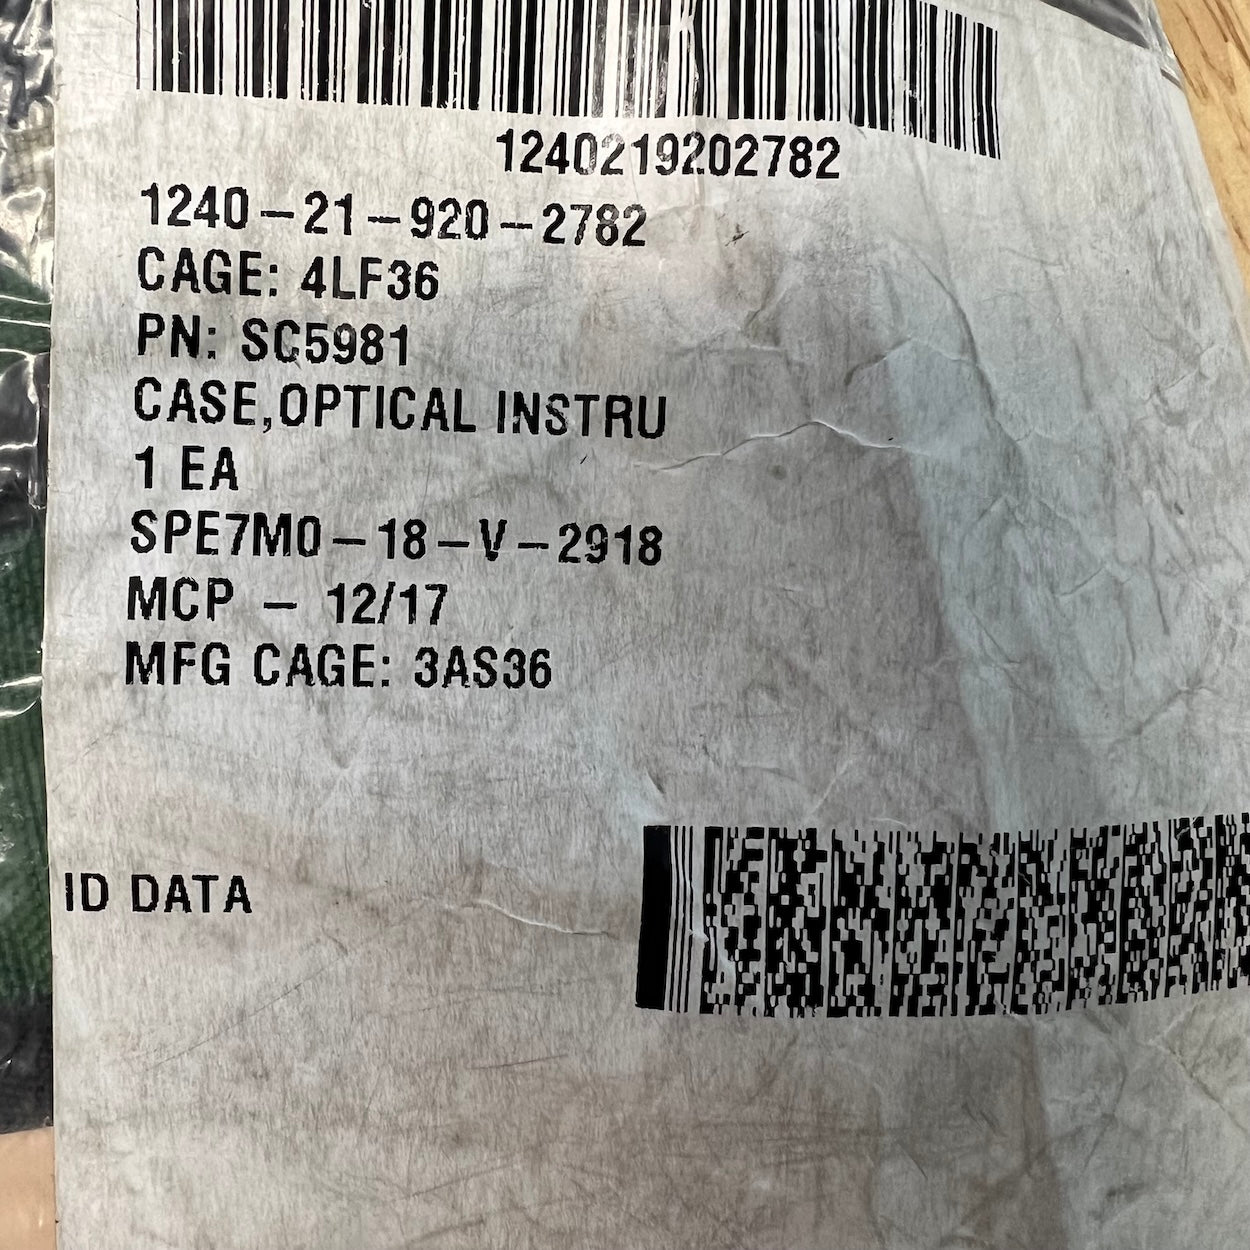 1240219202782
1240-21-920-2782
CAGE: 4LF36
PN: SC5981
CASE,OPTICAL INSTRU
1 EA
SPE7M0-18-V-2918
MCP - 12/17
MFG CAGE: 3AS36
ID DATA